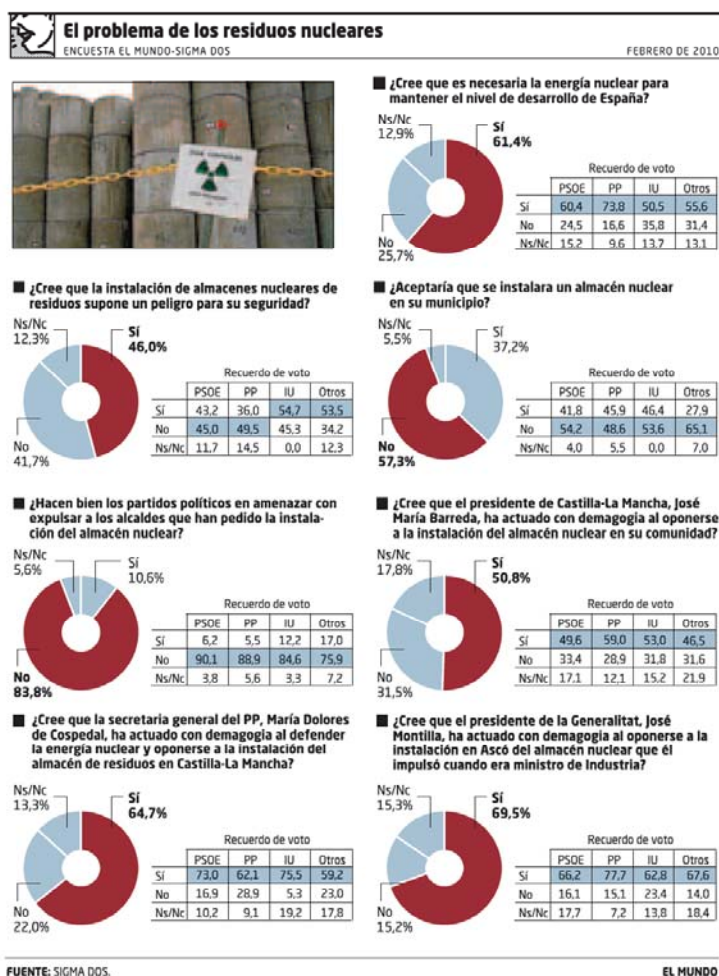 El problema de los residuos nucleares
ENCUESTA EL MUNDO-SIGMA DOS
FEBRERO DE 2010
¿Cree que es necesaria la energía nuclear para
mantener el nivel de desarrollo de España?
Ns/Nc
12,9%
Sí
61,4%
No
25,7%
Recuerdo de voto
PSOE PP IU Otros
Sí 60,4 73,8 50,5 55,6
No 24,5 16,6 35,8 31,4
Ns/Nc 15,2 9,6 13,7 13,1
¿Cree que la instalación de almacenes nucleares de
residuos supone un peligro para su seguridad?
Ns/Nc
12,3%
Sí
46,0%
No
41,7%
Recuerdo de voto
PSOE PP IU Otros
Sí 43,2 36,0 54,7 53,5
No 45,0 49,5 45,3 34,2
Ns/Nc 11,7 14,5 0,0 12,3
¿Aceptaría que se instalara un almacén nuclear
en su municipio?
Ns/Nc
5,5%
Sí
37,2%
No
57,3%
Recuerdo de voto
PSOE PP IU Otros
Sí 41,8 45,9 46,4 27,9
No 54,2 48,6 53,6 65,1
Ns/Nc 4,0 5,5 0,0 7,0
¿Hacen bien los partidos políticos en amenazar con
expulsar a los alcaldes que han pedido la instala-
ción del almacén nuclear?
Ns/Nc
5,6%
Sí
10,6%
No
83,8%
Recuerdo de voto
PSOE PP IU Otros
Sí 6,2 5,5 12,2 17,0
No 90,1 88,9 84,6 75,9
Ns/Nc 3,8 5,6 3,3 7,2
¿Cree que el presidente de Castilla-La Mancha, José
María Barreda, ha actuado con demagogia al oponerse
a la instalación del almacén nuclear en su comunidad?
Ns/Nc
17,8%
Sí
50,8%
No
31,5%
Recuerdo de voto
PSOE PP IU Otros
Sí 49,6 59,0 53,0 46,5
No 33,4 28,9 31,8 31,6
Ns/Nc 17,1 12,1 15,2 21,9
¿Cree que la secretaria general del PP, María Dolores
de Cospedal, ha actuado con demagogia al defender
la energía nuclear y oponerse a la instalación del
almacén de residuos en Castilla-La Mancha?
Ns/Nc
13,3%
Sí
64,7%
No
22,0%
Recuerdo de voto
PSOE PP IU Otros
Sí 73,0 62,1 75,5 59,2
No 16,9 28,9 5,3 23,0
Ns/Nc 10,2 9,1 19,2 17,8
¿Cree que el presidente de la Generalitat, José
Montilla, ha actuado con demagogia al oponerse a la
instalación en Ascó del almacén nuclear que él
impulsó cuando era ministro de Industria?
Ns/Nc
15,3%
Sí
69,5%
No
15,2%
Recuerdo de voto
PSOE PP IU Otros
Sí 66,2 77,7 62,8 67,6
No 16,1 15,1 23,4 14,0
Ns/Nc 17,7 7,2 13,8 18,4
FUENTE: SIGMA DOS.
EL MUNDO